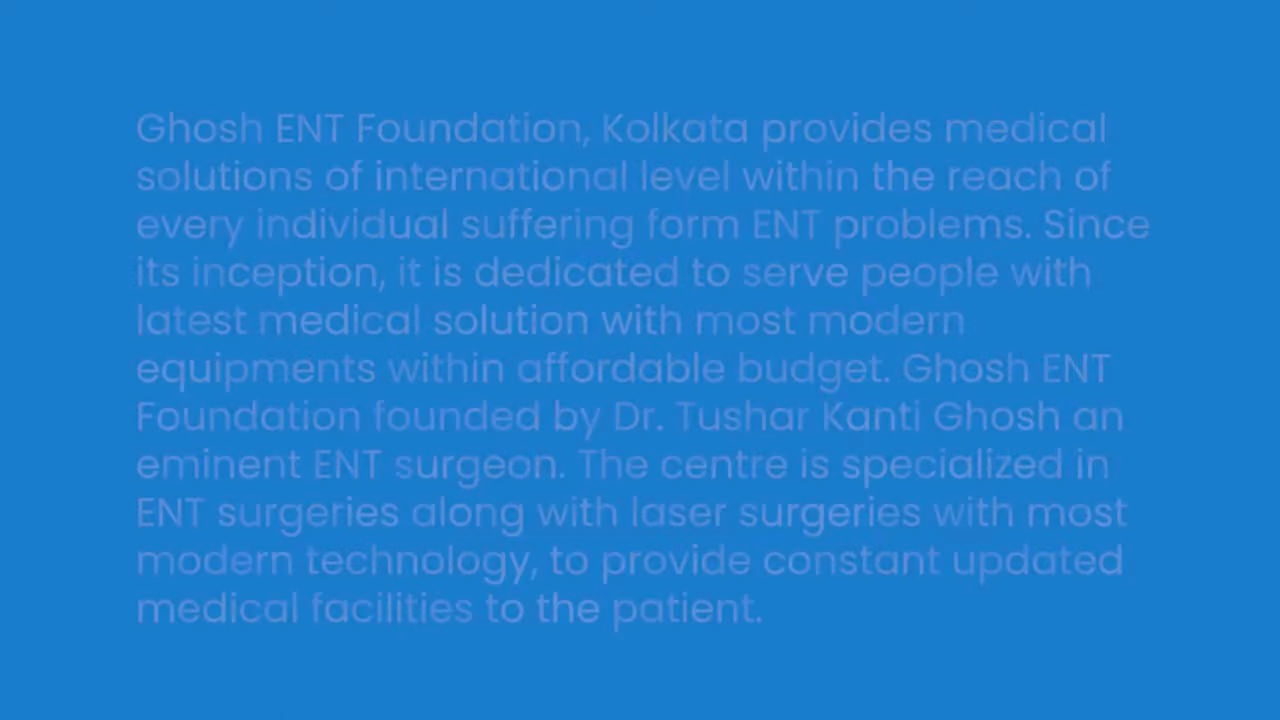 Ghosh ENT Foundation, Kolkata provides medical
solutions of international level within the reach of
every individual suffering form ENT problems. Since
its inception, it is dedicated to serve people with
latest medical solution with most modern
equipments within affordable budget. Ghosh ENT
Foundation founded by Dr. Tushar Kanti Ghosh an
eminent ENT surgeon. The centre is specialized in
ENT surgeries along with laser surgeries with most
modern technology, to provide constant updated
medical facilities to the patient.